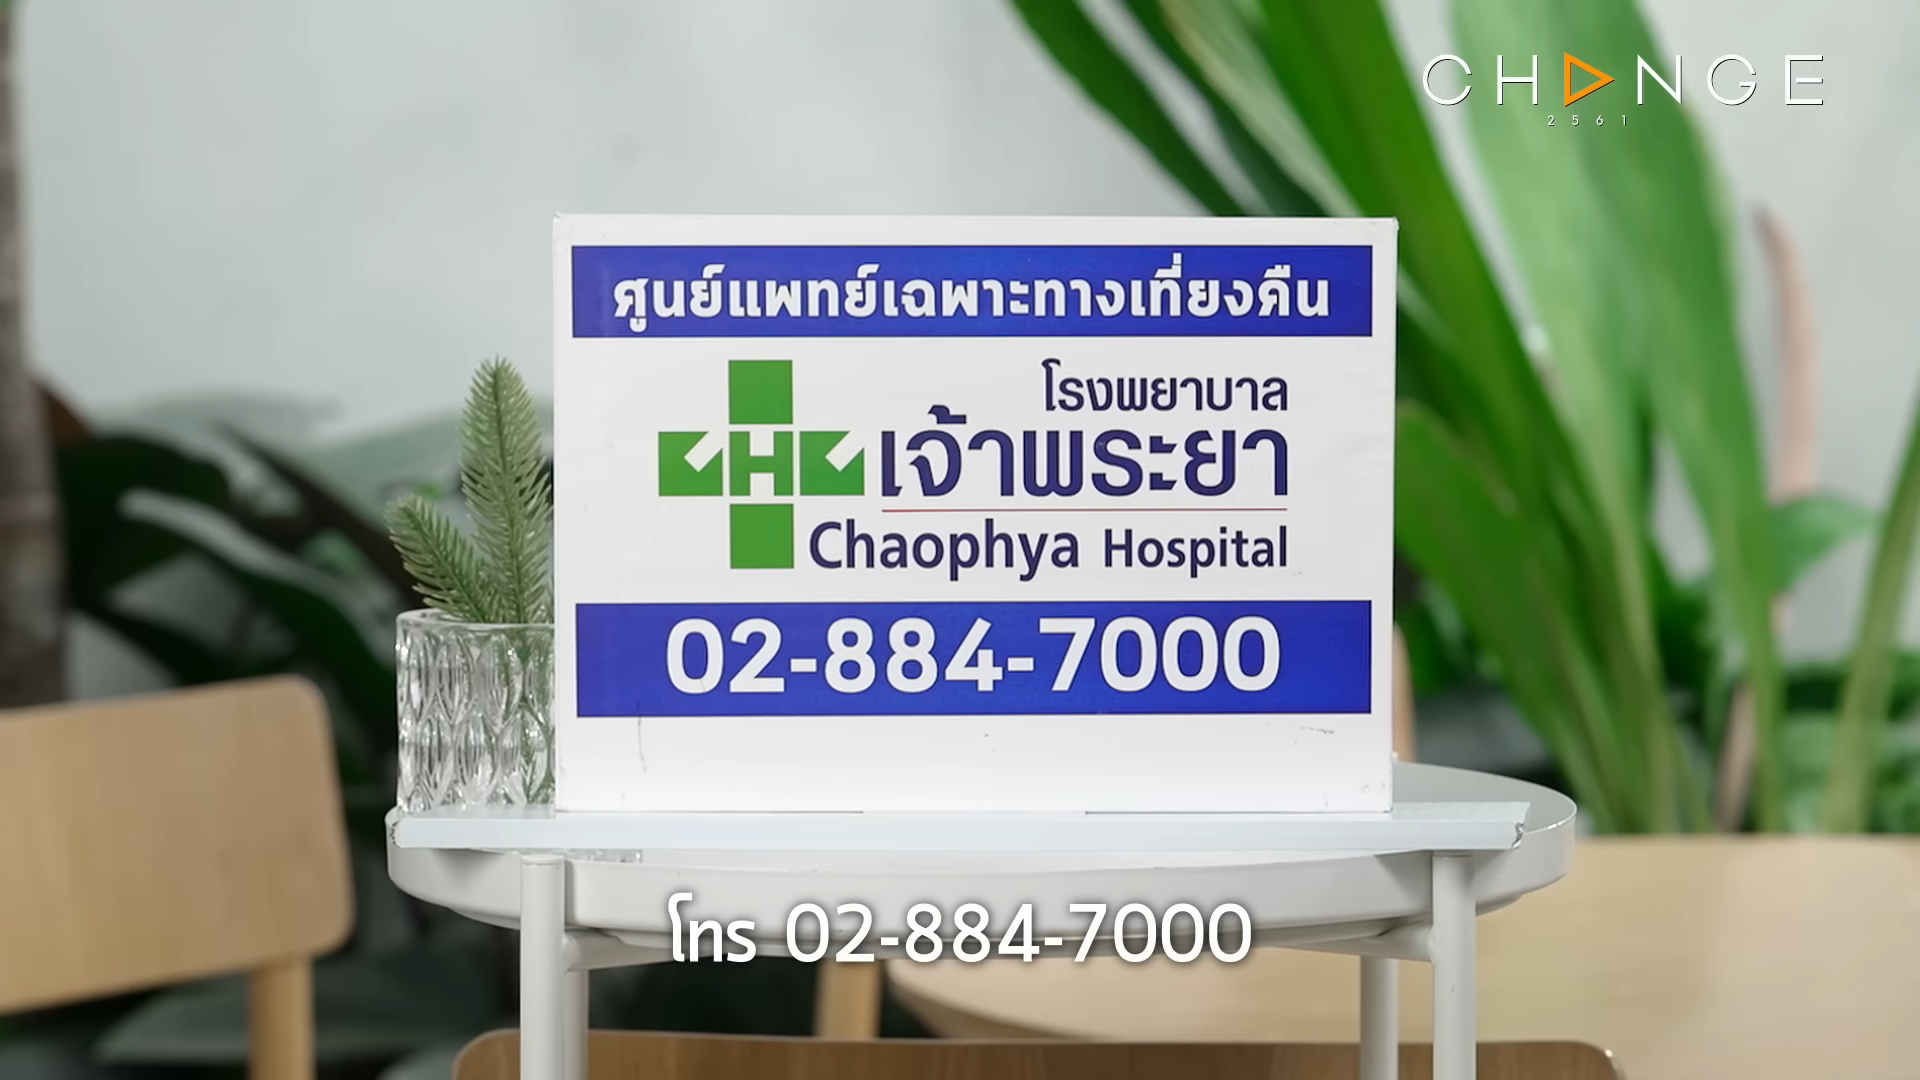 CHANGE
2561
ศูนย์แพทย์เฉพาะทางเที่ยงคืน
โรงพยาบาล
CHC เจ้าพระยา
Chaophya Hospital
02-884-7000
โทร 02-884-7000